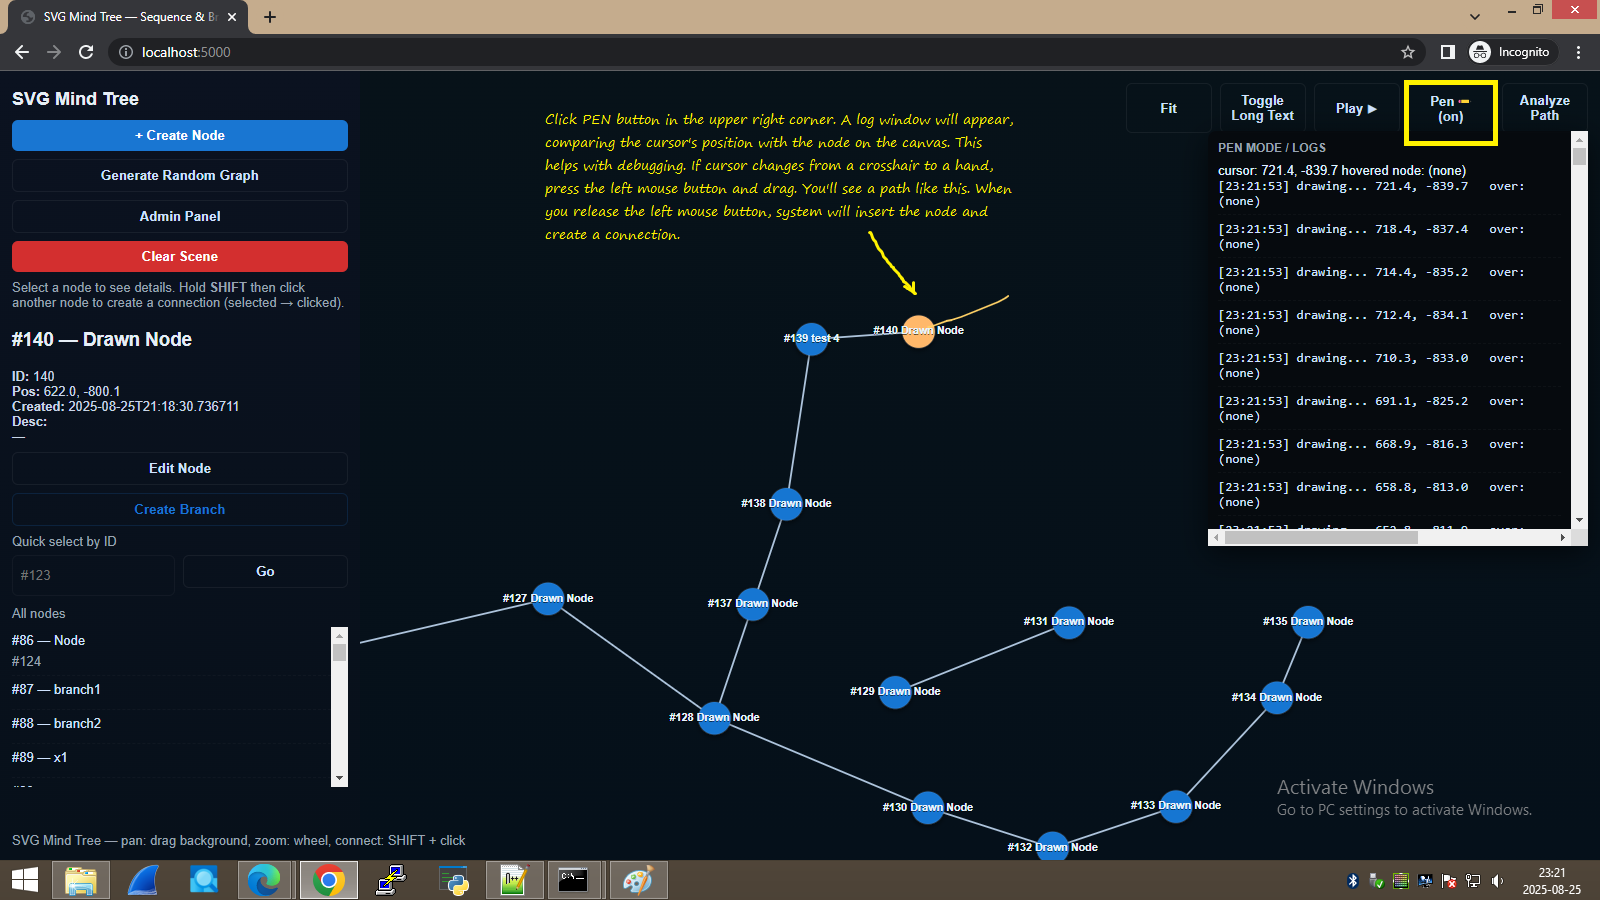 SVG Mind Tree — Sequence & Br
localhost:5000
Incognito
SVG Mind Tree
+ Create Node
Generate Random Graph
Admin Panel
Clear Scene
Select a node to see details. Hold SHIFT then click
another node to create a connection (selected → clicked).
#140 — Drawn Node
ID: 140
Pos: 622.0, -800.1
Created: 2025-08-25T21:18:30.736711
Desc:
—
Edit Node
Create Branch
Quick select by ID
#123
Go
All nodes
#86 — Node
#124
#87 — branch1
#88 — branch2
#89 — x1
SVG Mind Tree — pan: drag background, zoom: wheel, connect: SHIFT + click
Click PEN button in the upper right corner. A log window will appear,
comparing the cursor's position with the node on the canvas. This
helps with debugging. If cursor changes from a crosshair to a hand,
press the left mouse button and drag. You'll see a path like this. When
you release the left mouse button, system will insert the node and
create a connection.
Fit
Toggle
Long Text
Play ▶
Pen
(on)
Analyze
Path
PEN MODE / LOGS
cursor: 721.4, -839.7 hovered node: (none)
[23:21:53] drawing... 721.4, -839.7 over:
(none)
[23:21:53] drawing... 718.4, -837.4 over:
(none)
[23:21:53] drawing... 714.4, -835.2 over:
(none)
[23:21:53] drawing... 712.4, -834.1 over:
(none)
[23:21:53] drawing... 710.3, -833.0 over:
(none)
[23:21:53] drawing... 691.1, -825.2 over:
(none)
[23:21:53] drawing... 668.9, -816.3 over:
(none)
[23:21:53] drawing... 658.8, -813.0 over:
(none)
#139 test 4
#140 Drawn Node
#138 Drawn Node
#127 Drawn Node
#137 Drawn Node
#131 Drawn Node
#135 Drawn Node
#129 Drawn Node
#134 Drawn Node
#128 Drawn Node
#130 Drawn Node
#133 Drawn Node
#132 Drawn Node
Activate Windows
Go to PC settings to activate Windows.
23:21
2025-08-25